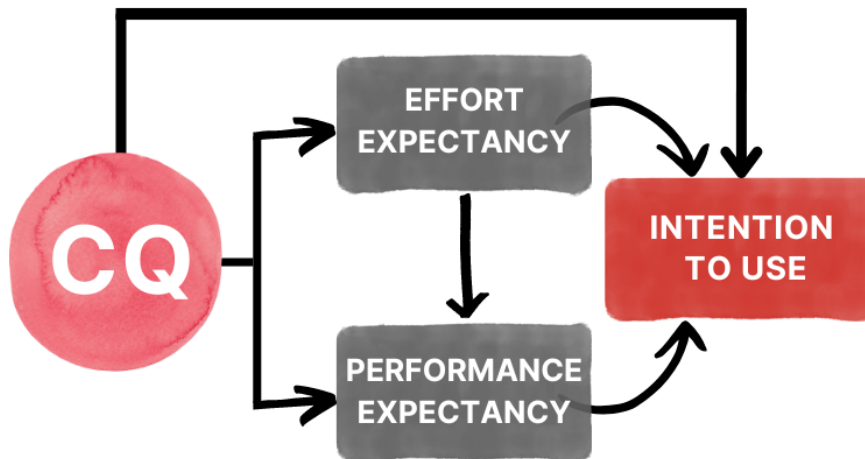 EFFORT
EXPECTANCY
CQ
INTENTION
TO USE
PERFORMANCE
EXPECTANCY